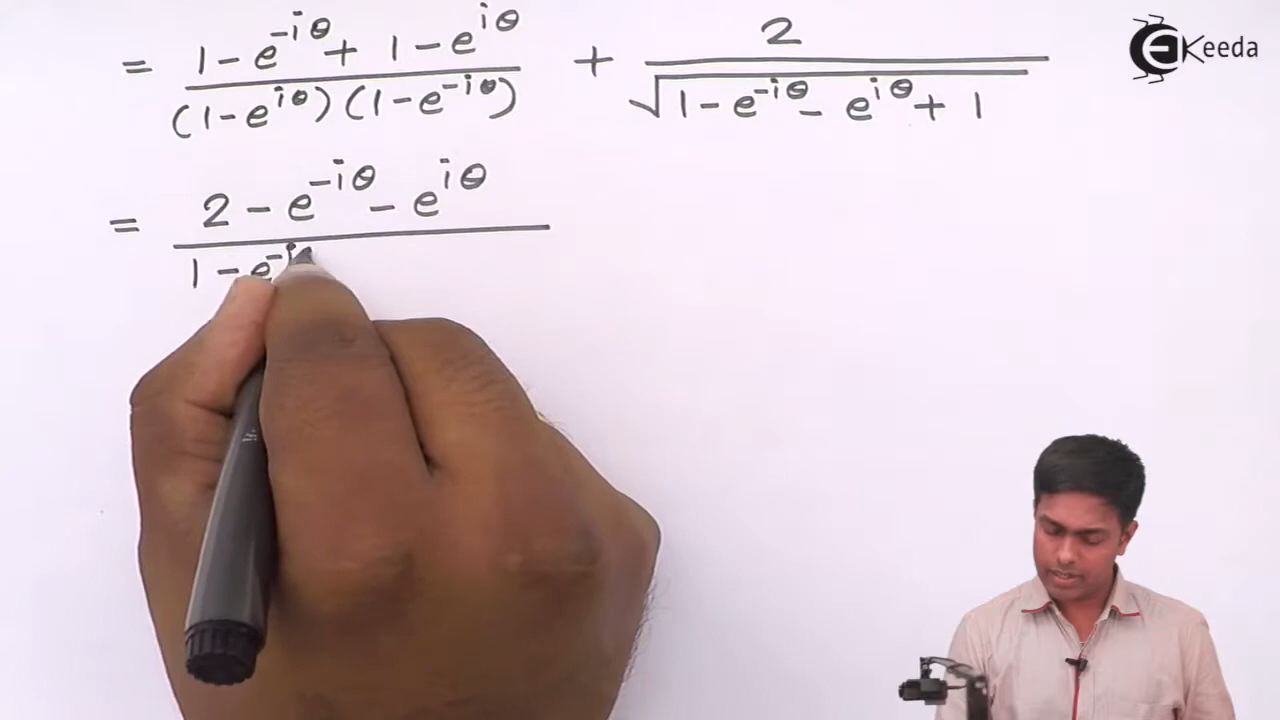 = 1-e^{-iθ} + 1-e^{iθ} / (1-e^{iθ})(1-e^{-iθ}) + 2 / √(1-e^{-iθ}-e^{iθ}+1)
= 2-e^{-iθ}-e^{iθ} / 1-e^{-i
EKeeda